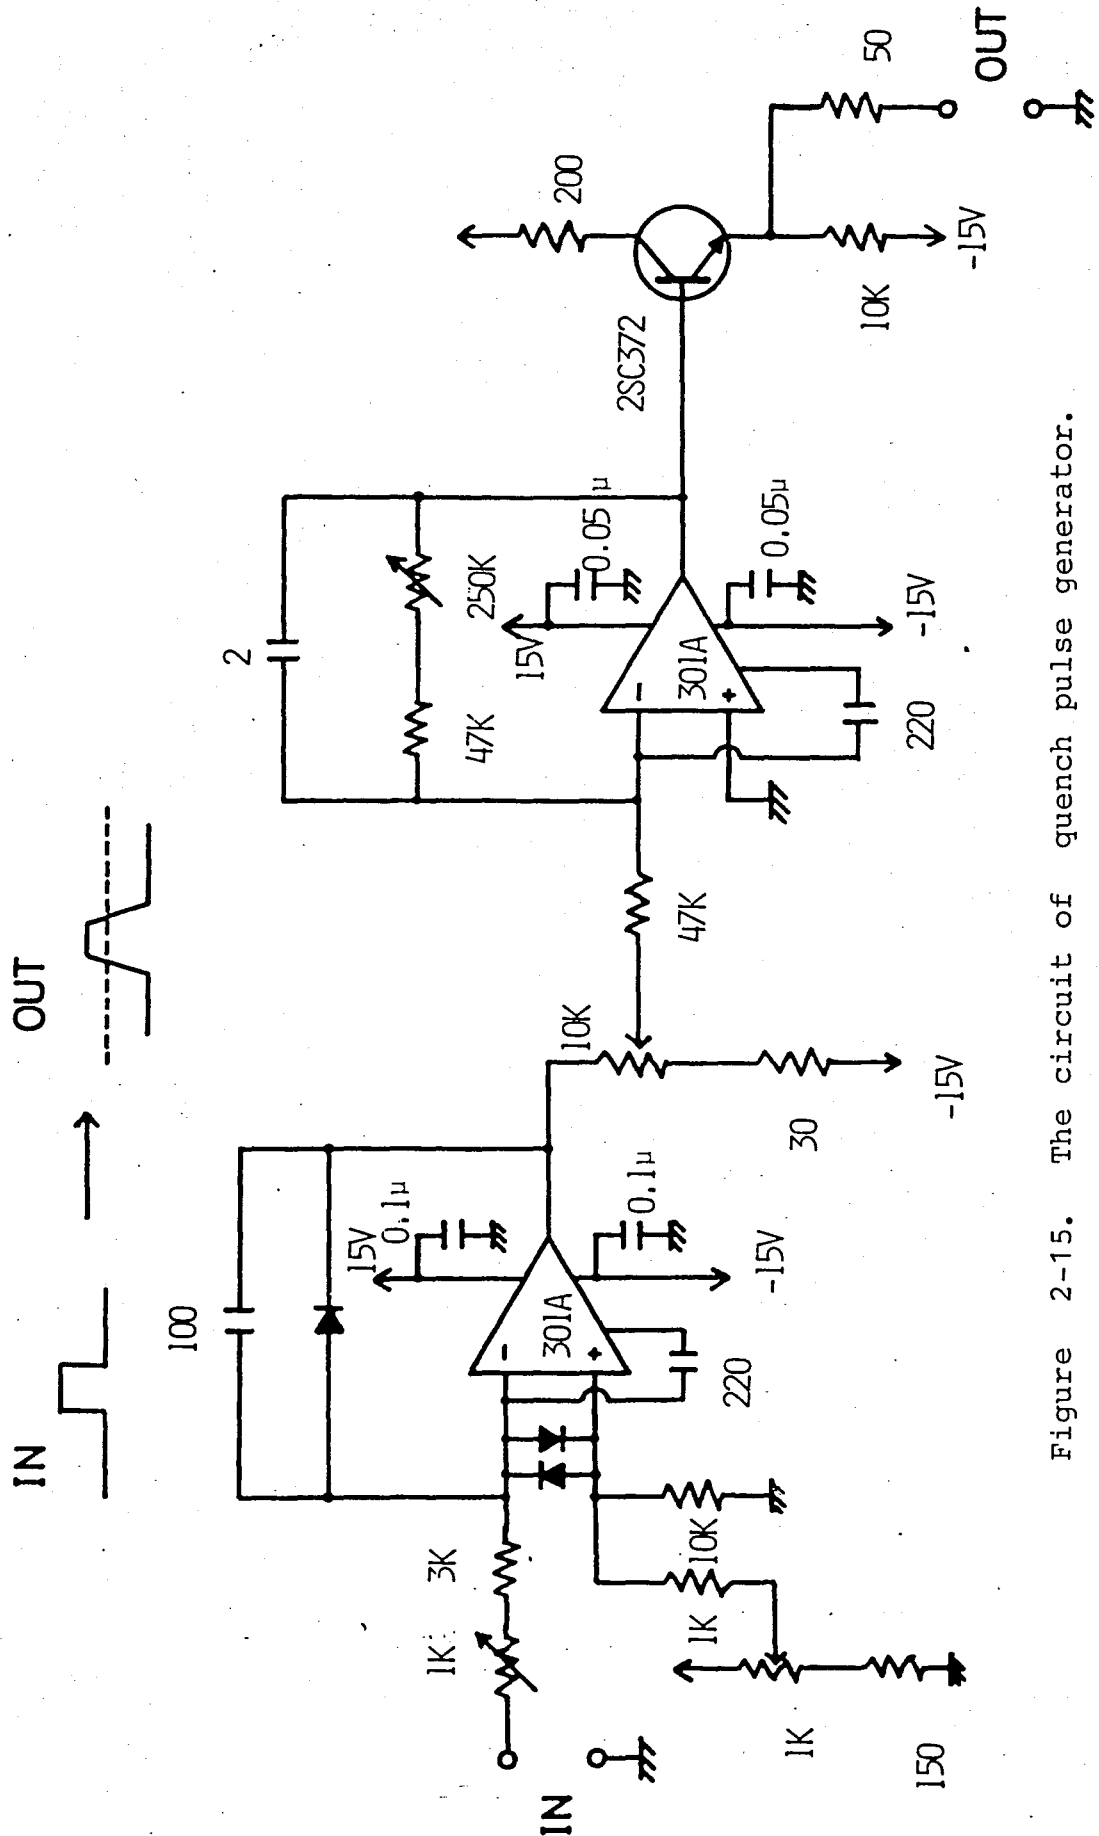 IN
OUT
100
2
15V
0.1µ
1K
3K
301A
-
+
0.1µ
220
-15V
10K
1K
1K
150
IN
10K
30
-15V
47K
47K
250K
15V
0.05 µ
301A
-
+
0.05µ
220
-15V
2SC372
200
10K
-15V
50
OUT
Figure 2-15. The circuit of quench pulse generator.